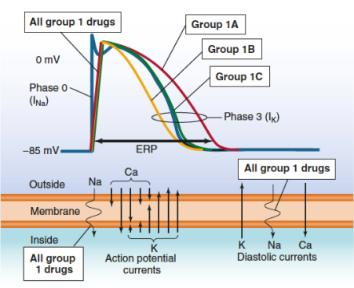 All group 1 drugs
Group 1A
Group 1B
Group 1C
0 mV
Phase 0
(INa)
Phase 3 (IK)
ERP
–85 mV
All group 1 drugs
Outside
Na
Ca
Membrane
Inside
K
Action potential
currents
All group
1 drugs
K Na Ca
Diastolic currents